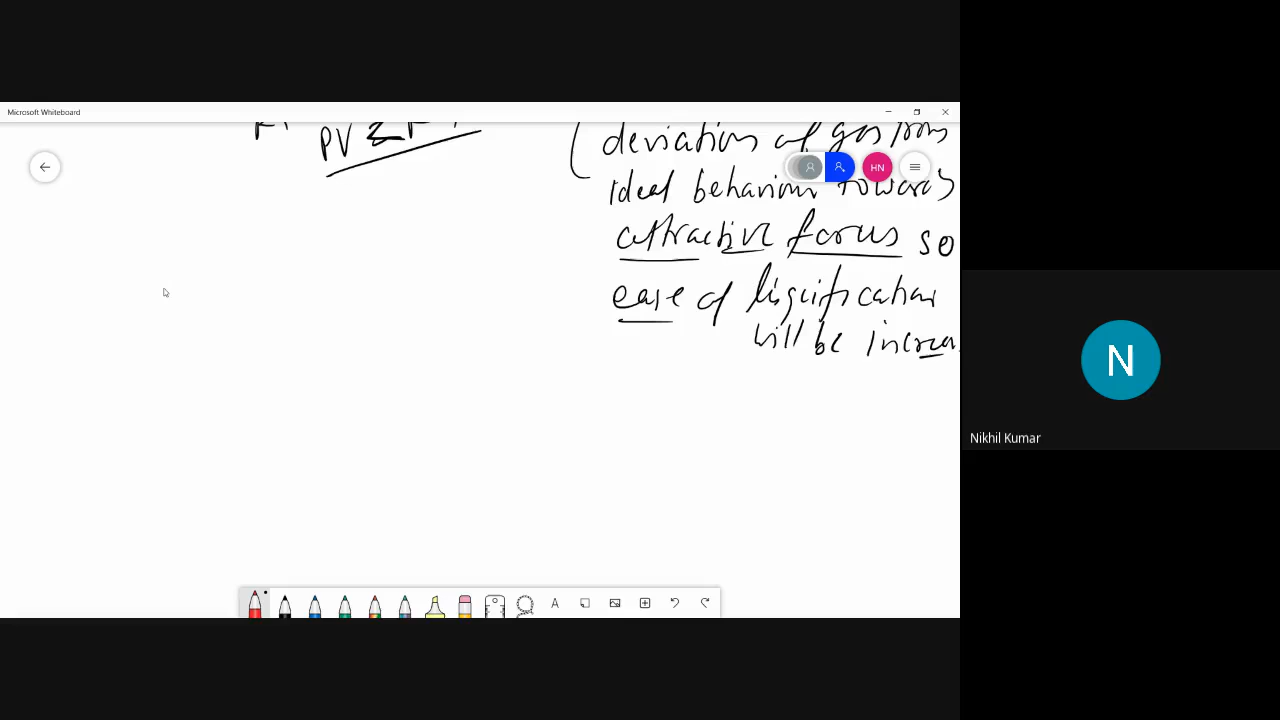 Microsoft Whiteboard
PV
deviation of gas from
Ideal behaviour towards
HN
attractive forces so
ease of liquification
will be increa
N
Nikhil Kumar
A